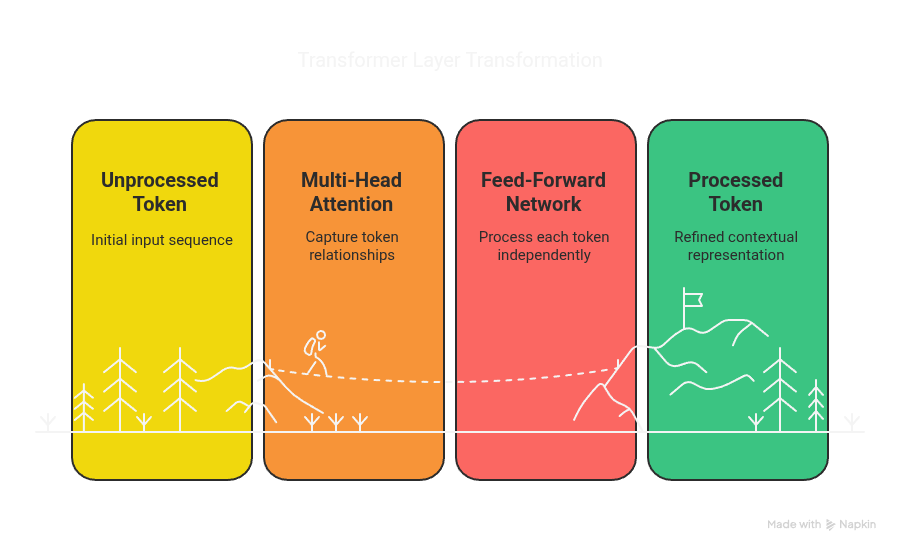 Transformer Layer Transformation
Unprocessed
Token
Initial input sequence
Multi-Head
Attention
Capture token
relationships
Feed-Forward
Network
Process each token
independently
Processed
Token
Refined contextual
representation
Made with Napkin